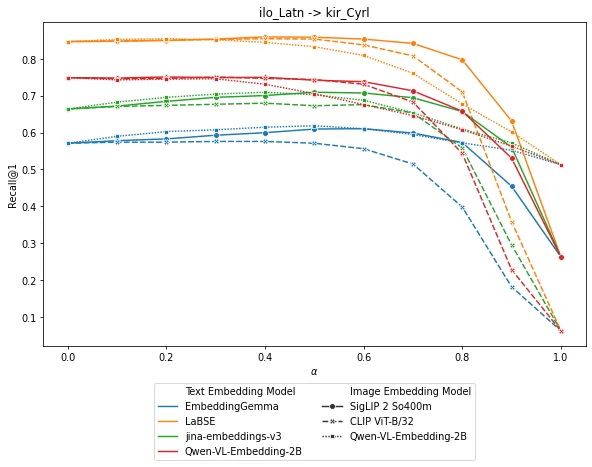 ilo_Latn -> kir_Cyrl
Recall@1
0.9
0.8
0.7
0.6
0.5
0.4
0.3
0.2
0.1
0.0 0.2 0.4 0.6 0.8 1.0
α
Text Embedding Model Image Embedding Model
EmbeddingGemma SigLIP 2 So400m
LaBSE CLIP ViT-B/32
jina-embeddings-v3 Qwen-VL-Embedding-2B
Qwen-VL-Embedding-2B